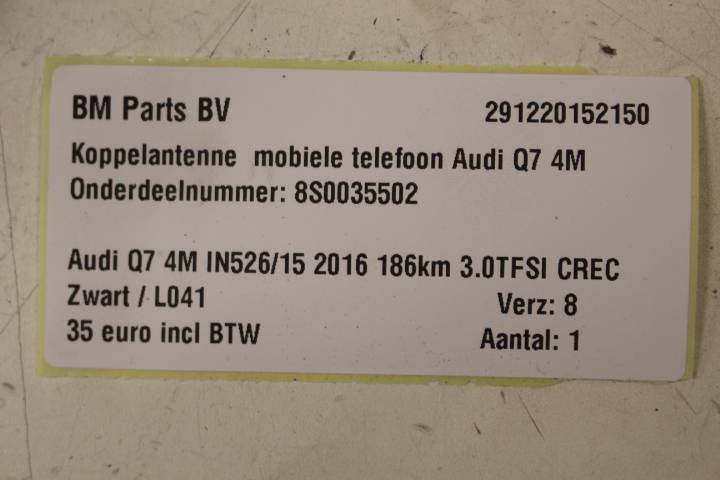 BM Parts BV 291220152150
Koppelantenne mobiele telefoon Audi Q7 4M
Onderdeelnummer: 8S0035502
Audi Q7 4M IN526/15 2016 186km 3.0TFSI CREC
Zwart / L041 Verz: 8
35 euro incl BTW Aantal: 1